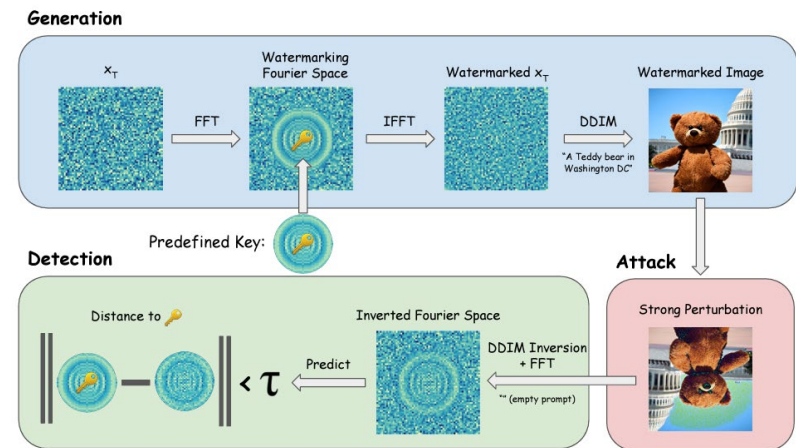 Generation
x_T
Watermarking
Fourier Space
Watermarked x_T
Watermarked Image
FFT
IFFT
DDIM
"A Teddy bear in
Washington DC"
Predefined Key:
Detection
Attack
Distance to
Inverted Fourier Space
Strong Perturbation
DDIM Inversion
+ FFT
"" (empty prompt)
Predict
< τ